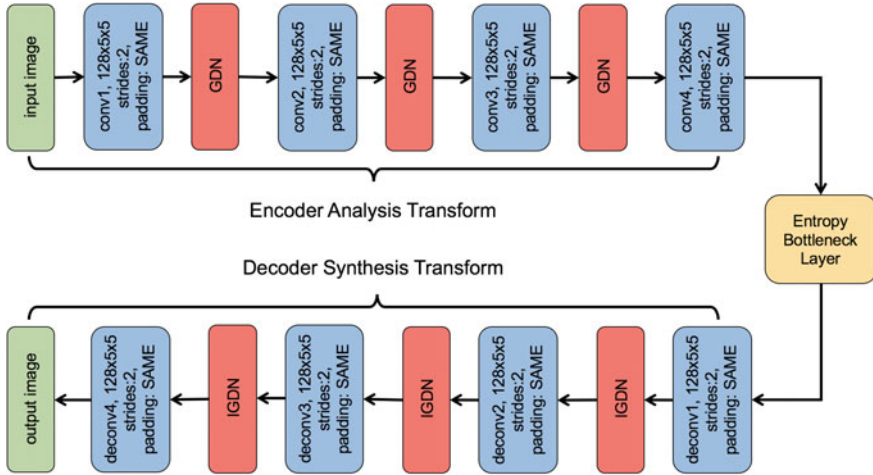 input image
conv1, 128x5x5
strides:2,
padding: SAME
GDN
conv2, 128x5x5
strides:2,
padding: SAME
GDN
conv3, 128x5x5
strides:2,
padding: SAME
GDN
conv4, 128x5x5
strides:2,
padding: SAME
Encoder Analysis Transform
Entropy
Bottleneck
Layer
Decoder Synthesis Transform
output image
deconv4, 128x5x5
strides:2,
padding: SAME
IGDN
deconv3, 128x5x5
strides:2,
padding: SAME
IGDN
deconv2, 128x5x5
strides:2,
padding: SAME
IGDN
deconv1, 128x5x5
strides:2,
padding: SAME